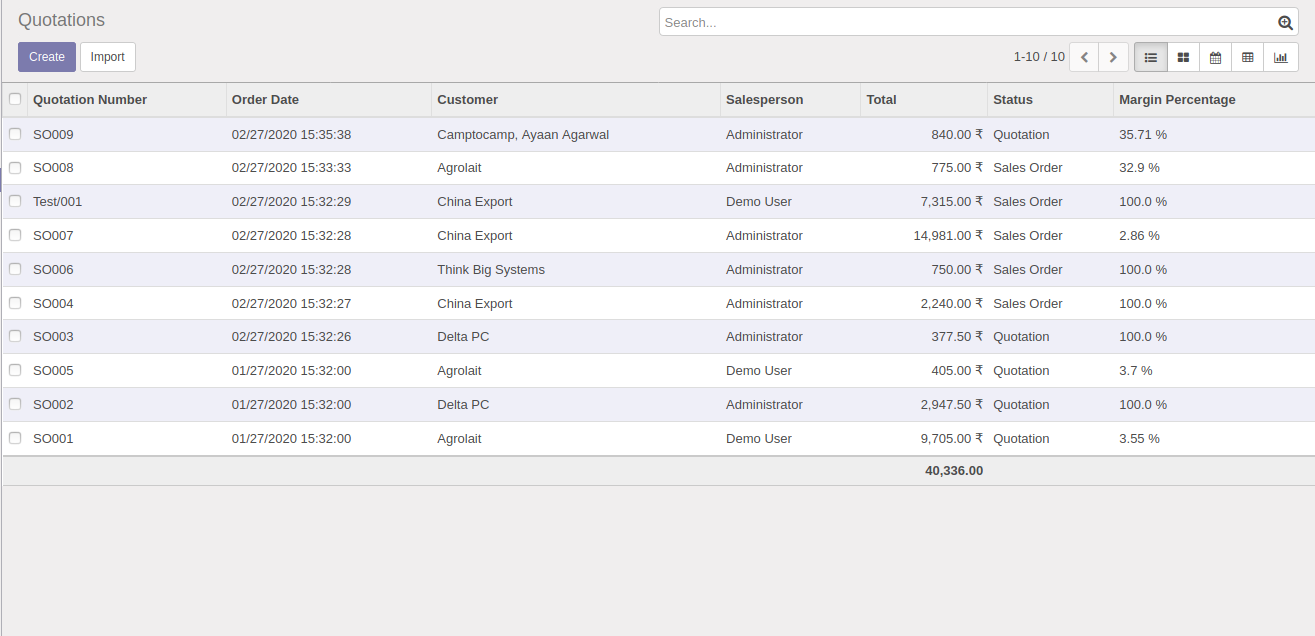 Quotations
Search...
Create Import 1-10 / 10
Quotation Number Order Date Customer Salesperson Total Status Margin Percentage
SO009 02/27/2020 15:35:38 Camptocamp, Ayaan Agarwal Administrator 840.00 ₹ Quotation 35.71 %
SO008 02/27/2020 15:33:33 Agrolait Administrator 775.00 ₹ Sales Order 32.9 %
Test/001 02/27/2020 15:32:29 China Export Demo User 7,315.00 ₹ Sales Order 100.0 %
SO007 02/27/2020 15:32:28 China Export Administrator 14,981.00 ₹ Sales Order 2.86 %
SO006 02/27/2020 15:32:28 Think Big Systems Administrator 750.00 ₹ Sales Order 100.0 %
SO004 02/27/2020 15:32:27 China Export Administrator 2,240.00 ₹ Sales Order 100.0 %
SO003 02/27/2020 15:32:26 Delta PC Administrator 377.50 ₹ Quotation 100.0 %
SO005 01/27/2020 15:32:00 Agrolait Demo User 405.00 ₹ Quotation 3.7 %
SO002 01/27/2020 15:32:00 Delta PC Administrator 2,947.50 ₹ Quotation 100.0 %
SO001 01/27/2020 15:32:00 Agrolait Demo User 9,705.00 ₹ Quotation 3.55 %
40,336.00